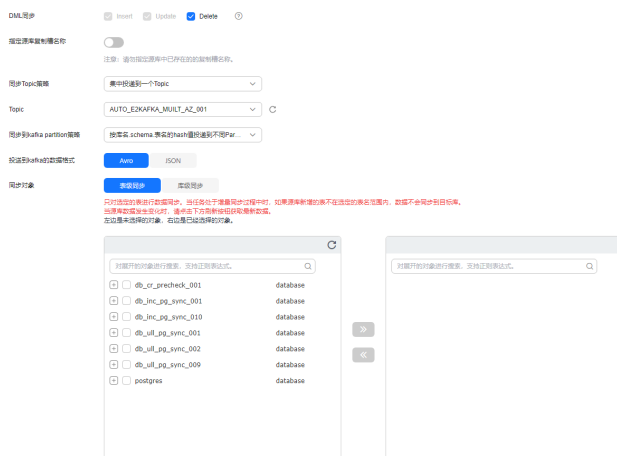 DML同步 Insert Update Delete
指定源库复制槽名称
注意：请勿指定源库中已存在的的复制槽名称。
同步Topic策略 集中投递到一个Topic
Topic AUTO_E2KAFKA_MUILT_AZ_001
同步到kafka partition策略 按库名.schema.表名的hash值投递到不同Par...
投送到kafka的数据格式 Avro JSON
同步对象 表级同步 库级同步
只对选定的表进行数据同步。当任务处于增量同步过程中时，如果源库新增的表不在选定的表名范围内，数据不会同步到目标库。
当源库数据发生变化时，请点击下方刷新按钮获取最新数据。
左边是未选择的对象，右边是已经选择的对象。
对展开的对象进行搜索，支持正则表达式。 对展开的对象进行搜索，支持正则表达式。
db_cr_precheck_001 database
db_inc_pg_sync_001 database
db_inc_pg_sync_010 database
db_ull_pg_sync_001 database
db_ull_pg_sync_002 database
db_ull_pg_sync_009 database
postgres database